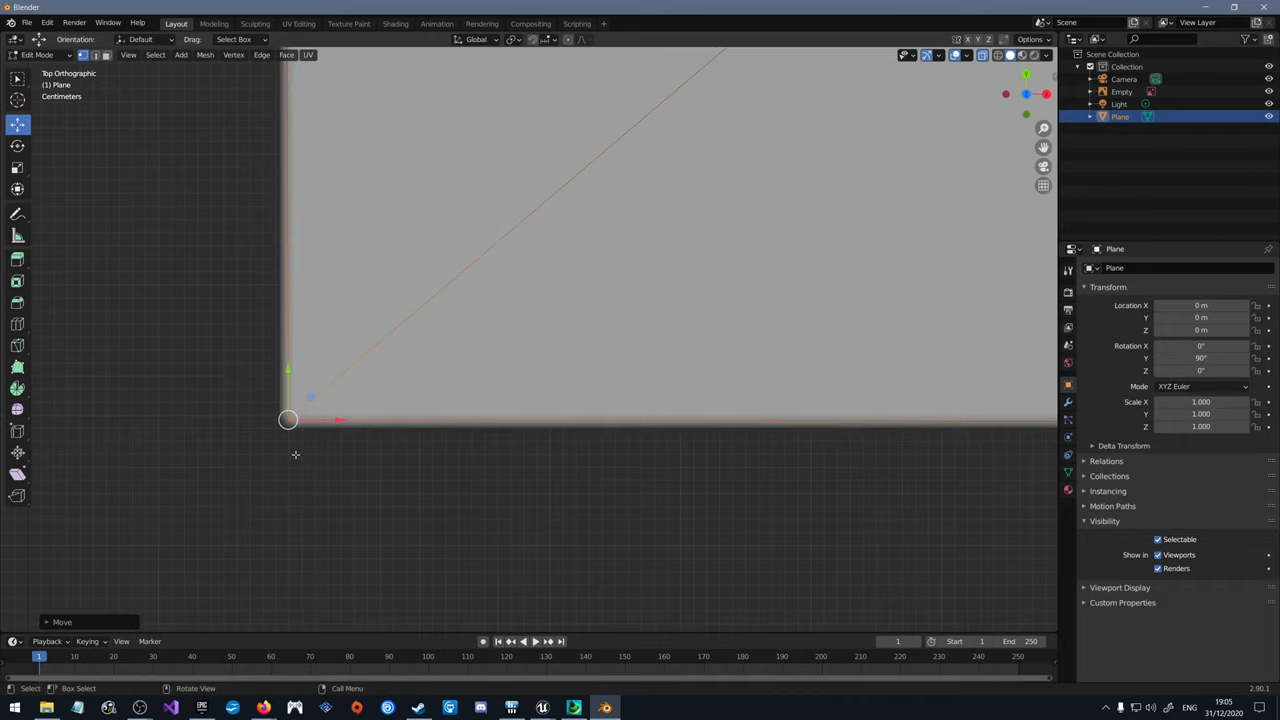 Blender
File Edit Render Window Help Layout Modeling Sculpting UV Editing Texture Paint Shading Animation Rendering Compositing Scripting + Scene View Layer
Orientation: Default Drag: Select Box Global X Y Z Options
Edit Mode View Select Add Mesh Vertex Edge Face UV
Top Orthographic
(1) Plane
Centimeters
Y
Z
X
Scene Collection
Collection
Camera
Empty
Light
Plane
Plane
Plane
Transform
Location X 0 m
Y 0 m
Z 0 m
Rotation X 0°
Y 90°
Z 0°
Mode XYZ Euler
Scale X 1.000
Y 1.000
Z 1.000
Delta Transform
Relations
Collections
Instancing
Motion Paths
Visibility
Selectable
Show in Viewports
Renders
Viewport Display
Custom Properties
Move
Playback Keying View Marker 1 Start 1 End 250
1 10 20 30 40 50 60 70 80 90 100 110 120 130 140 150 160 170 180 190 200 210 220 230 240 250
Select Box Select Rotate View Call Menu 2.90.1
ENG 19:05
31/12/2020